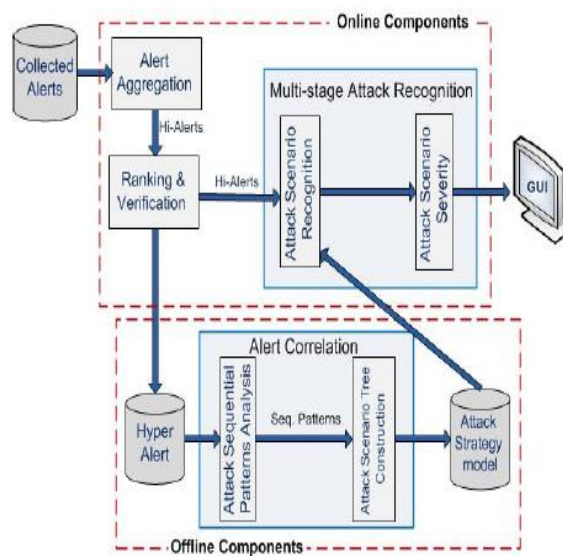 Online Components
Collected
Alerts
Alert
Aggregation
Hi-Alerts
Ranking &
Verification
Hi-Alerts
Multi-stage Attack Recognition
Attack Scenario
Recognition
Attack Scenario
Severity
GUI
Alert Correlation
Hyper
Alert
Attack Sequential
Patterns Analysis
Seq. Patterns
Attack Scenario Tree
Construction
Attack
Strategy
model
Offline Components